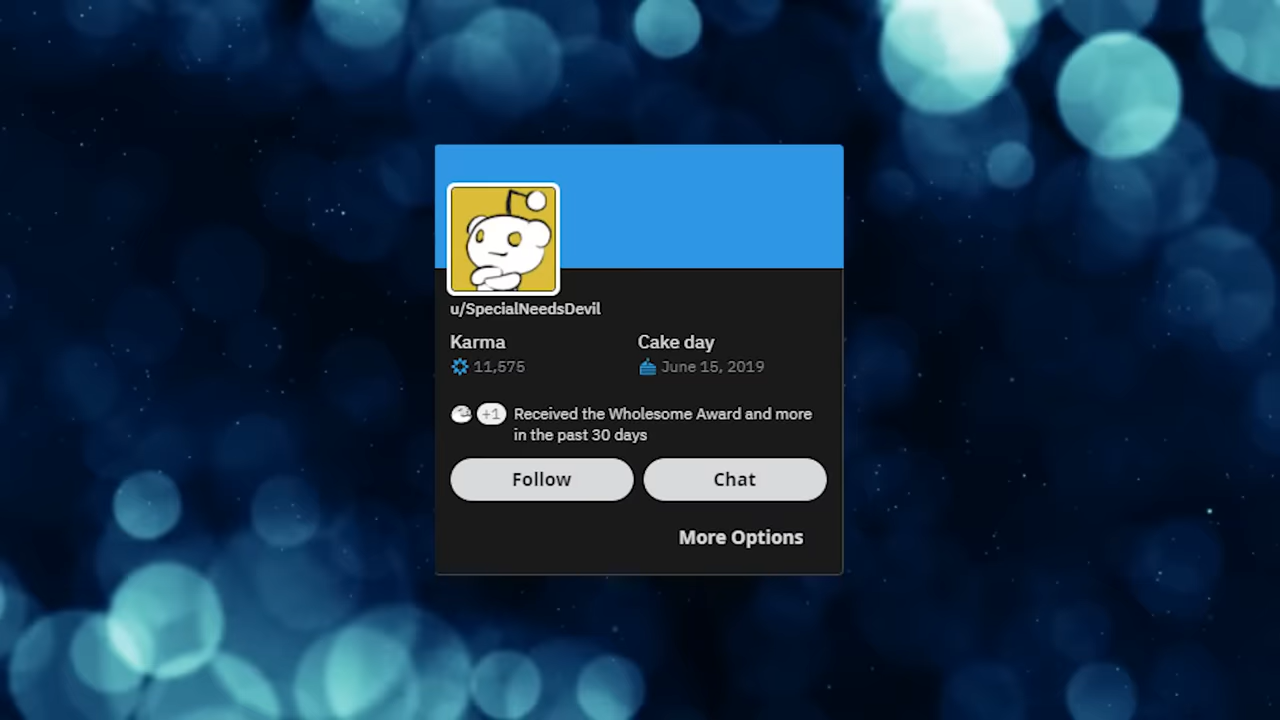 u/SpecialNeedsDevil
Karma
Cake day
11,575
June 15, 2019
+1
Received the Wholesome Award and more
in the past 30 days
Follow
Chat
More Options